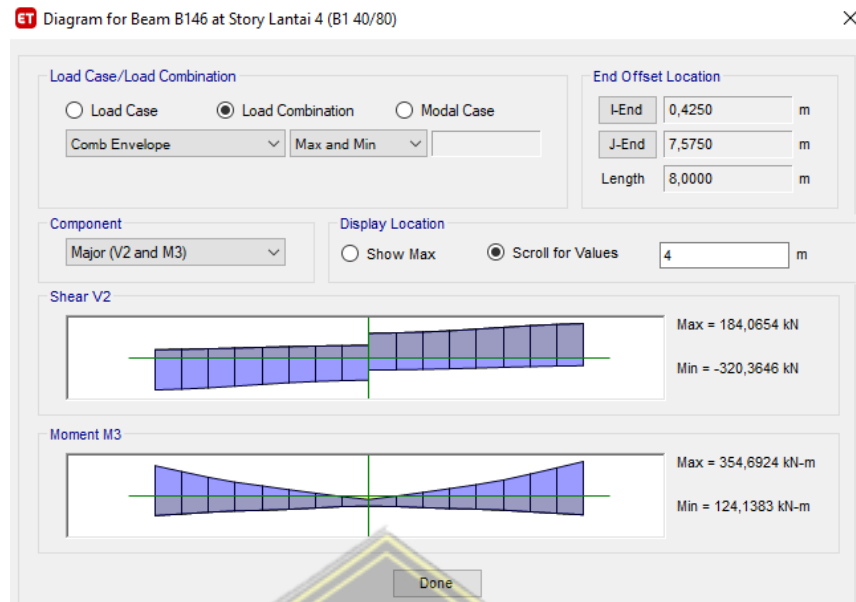 ET Diagram for Beam B146 at Story Lantai 4 (B1 40/80)
Load Case/Load Combination
Load Case Load Combination Modal Case
Comb Envelope Max and Min
End Offset Location
I-End 0,4250 m
J-End 7,5750 m
Length 8,0000 m
Component
Major (V2 and M3)
Display Location
Show Max Scroll for Values 4 m
Shear V2
Max = 184,0654 kN
Min = -320,3646 kN
Moment M3
Max = 354,6924 kN-m
Min = 124,1383 kN-m
Done